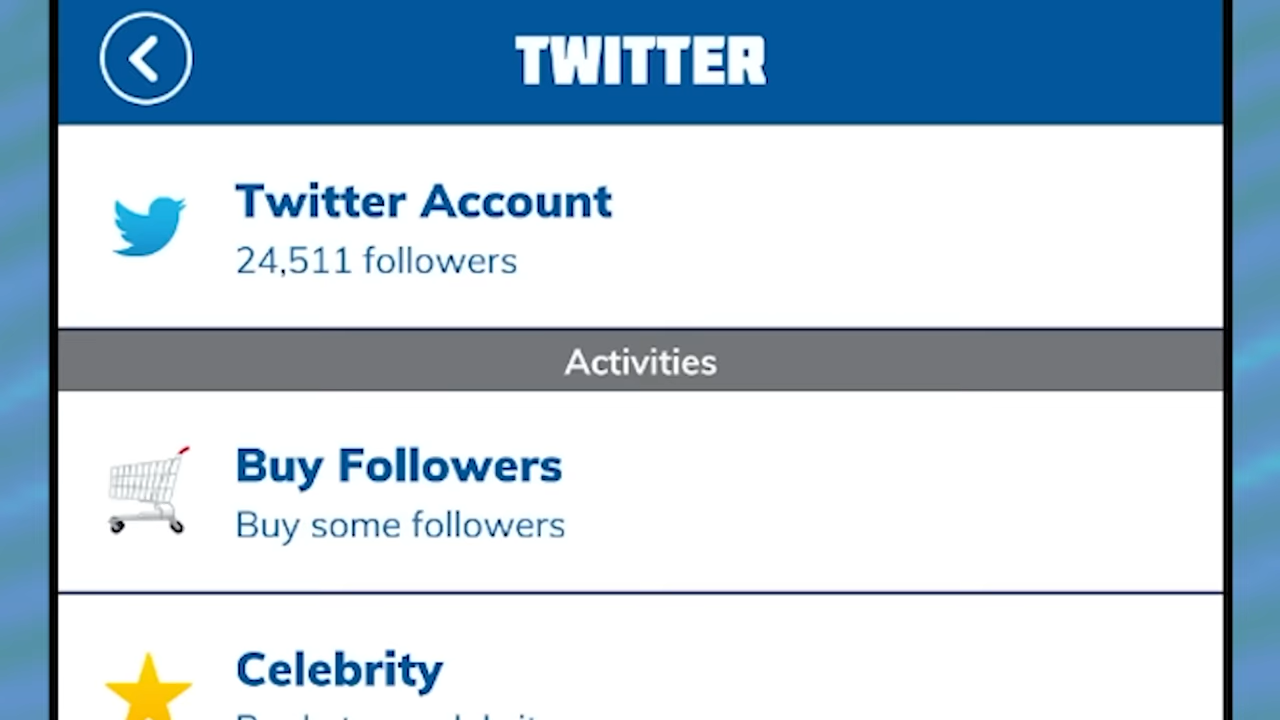 TWITTER
Twitter Account
24,511 followers
Activities
Buy Followers
Buy some followers
Celebrity